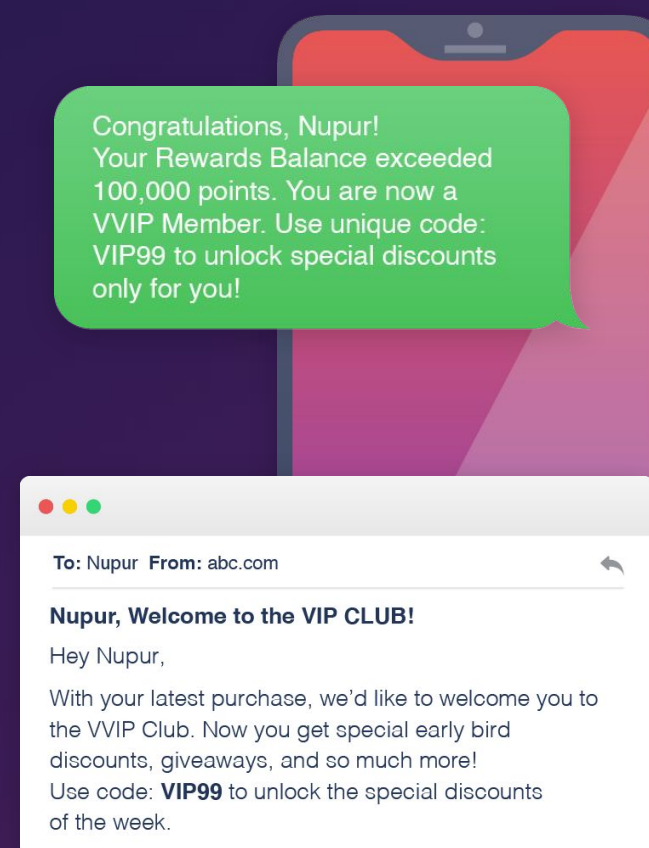 Congratulations, Nupur!
Your Rewards Balance exceeded
100,000 points. You are now a
VVIP Member. Use unique code:
VIP99 to unlock special discounts
only for you!
To: Nupur From: abc.com
Nupur, Welcome to the VIP CLUB!
Hey Nupur,
With your latest purchase, we’d like to welcome you to
the VVIP Club. Now you get special early bird
discounts, giveaways, and so much more!
Use code: VIP99 to unlock the special discounts
of the week.